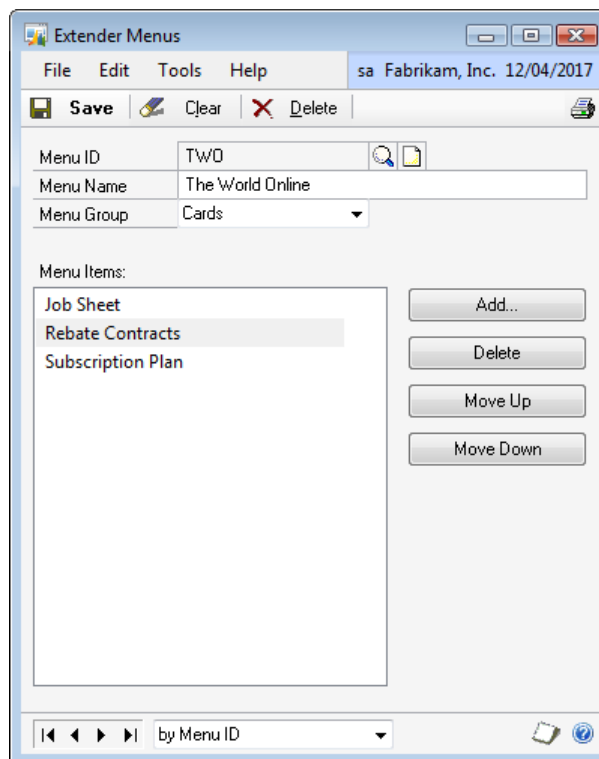 Extender Menus
File Edit Tools Help sa Fabrikam, Inc. 12/04/2017
Save Clear Delete
Menu ID TWO
Menu Name The World Online
Menu Group Cards
Menu Items:
Job Sheet Add...
Rebate Contracts
Delete
Subscription Plan
Move Up
Move Down
by Menu ID